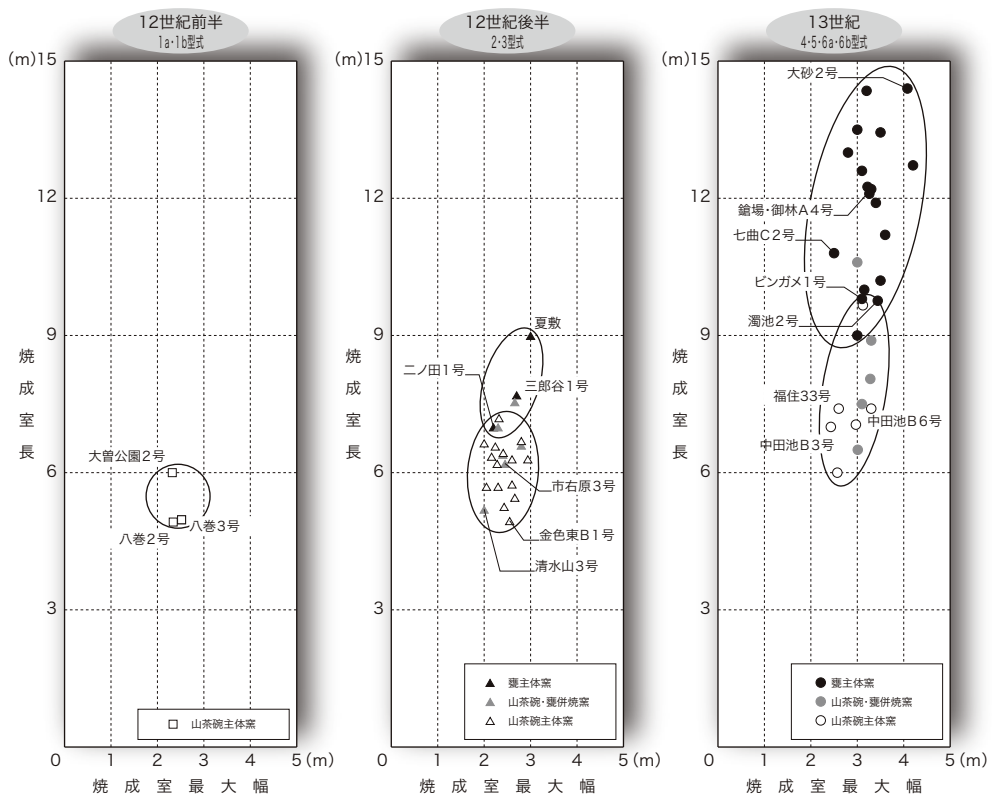 12世紀前半
1a・1b型式
(m)15
12
9
6
3
0
1
2
3
4
5(m)
焼成室長
焼成室最大幅
大曽公園2号
八巻3号
八巻2号
山茶碗主体窯
12世紀後半
2・3型式
(m)15
12
9
6
3
0
1
2
3
4
5(m)
焼成室長
焼成室最大幅
夏敷
二ノ田1号
三郎谷1号
市右原3号
金色東B1号
清水山3号
甕主体窯
山茶碗・甕併焼窯
山茶碗主体窯
13世紀
4・5・6a・6b型式
(m)15
12
9
6
3
0
1
2
3
4
5(m)
焼成室長
焼成室最大幅
大砂2号
鎗場・御林A4号
七曲C2号
ビンガメ1号
濁池2号
福住33号
中田池B6号
中田池B3号
甕主体窯
山茶碗・甕併焼窯
山茶碗主体窯